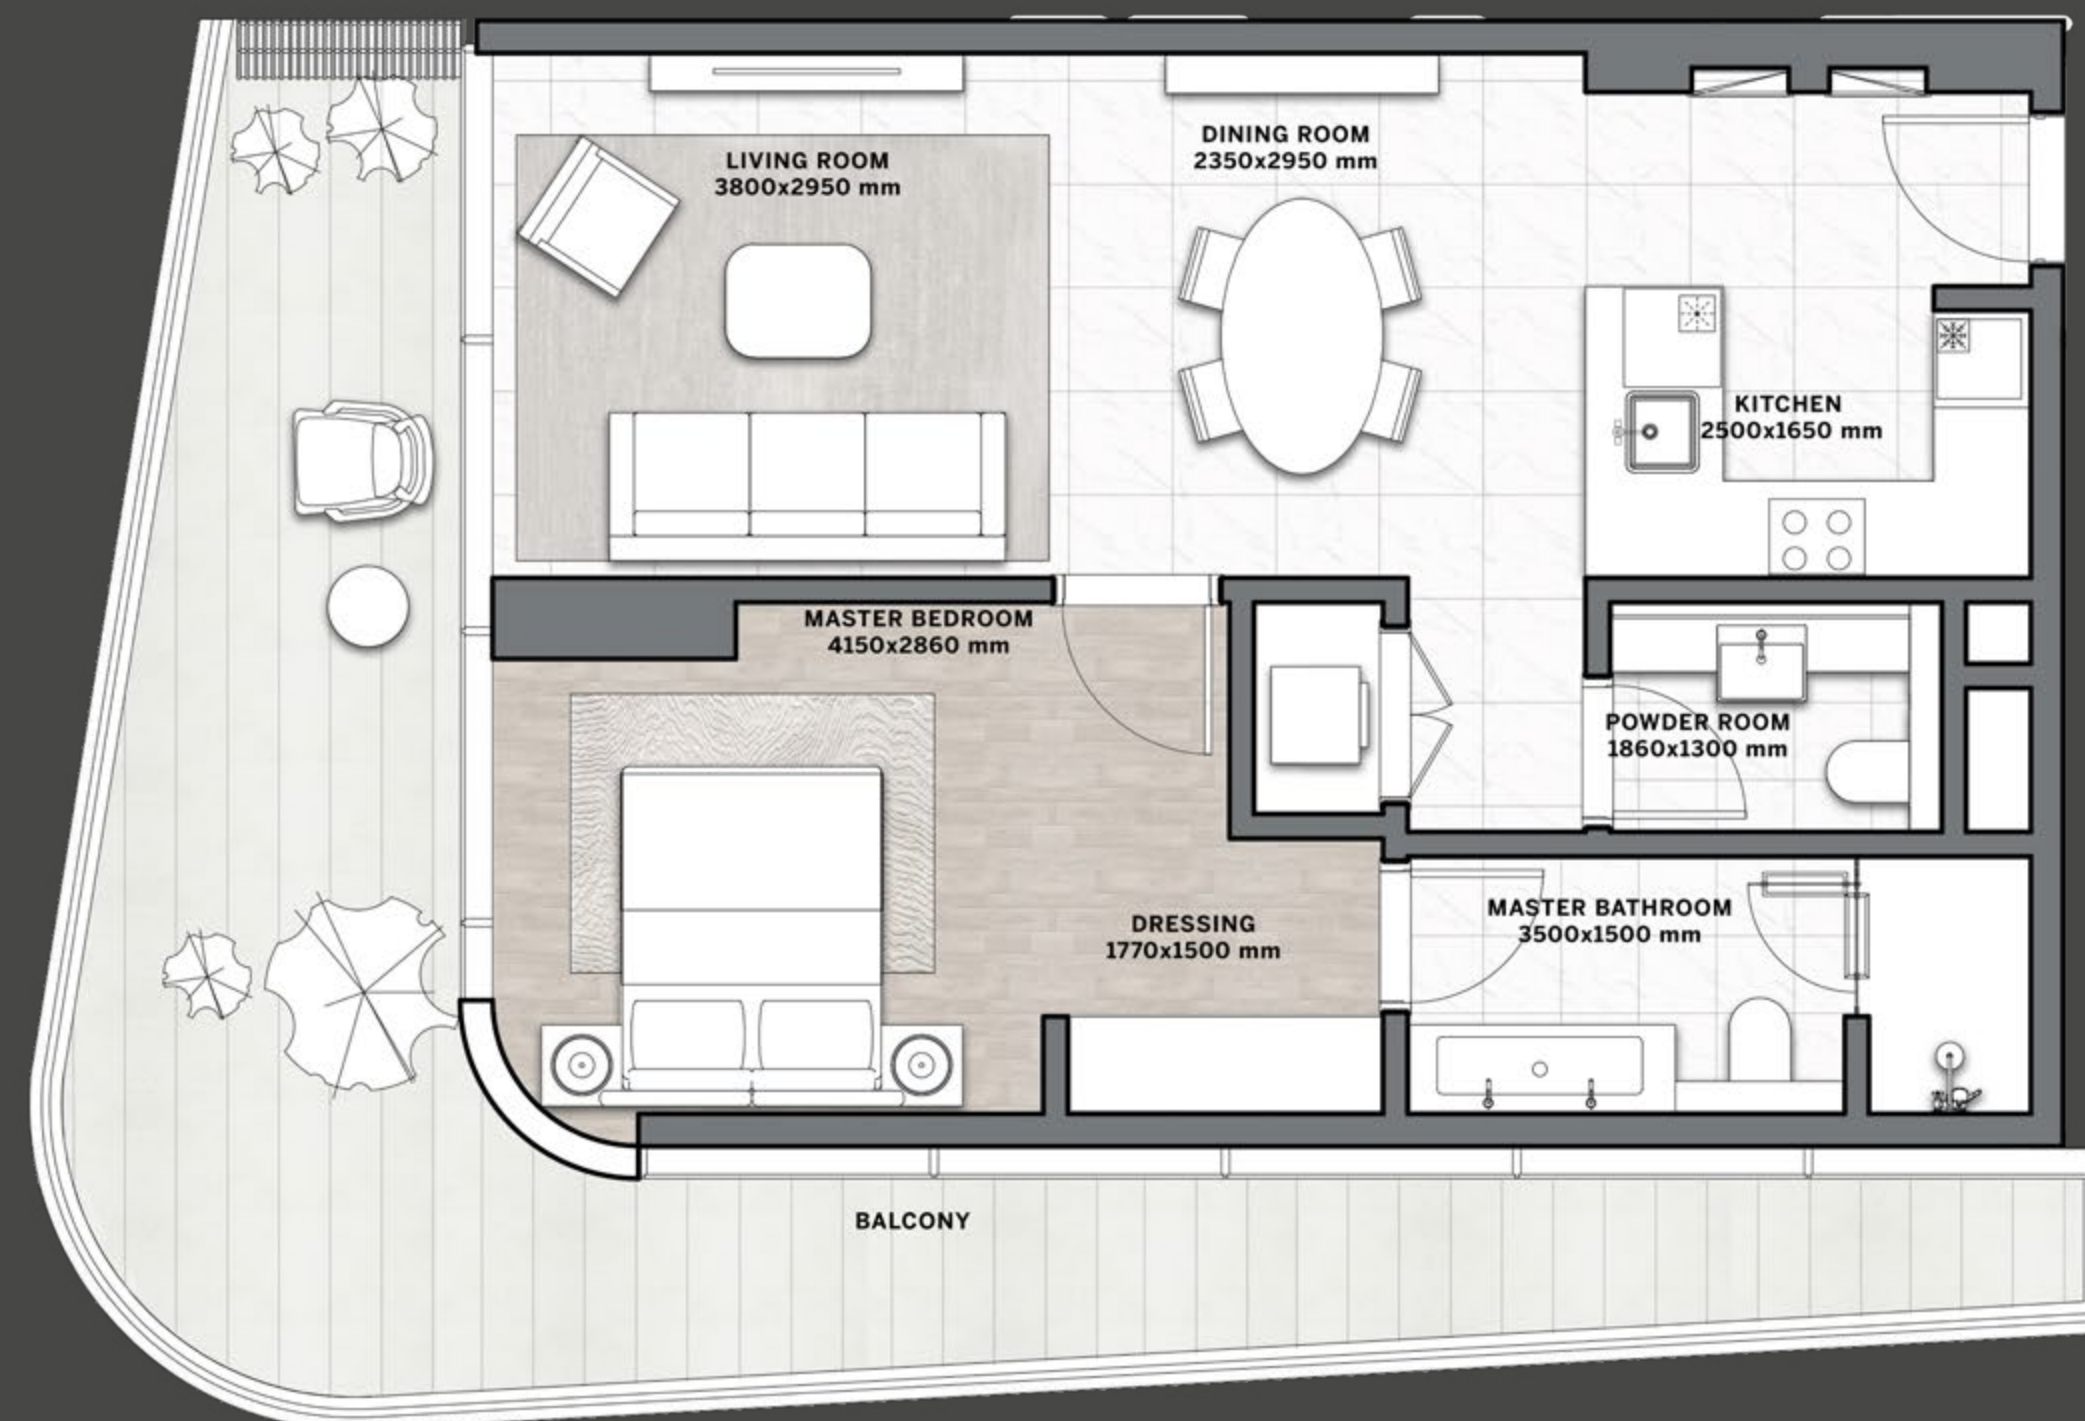 LIVING ROOM
3800x2950 mm
DINING ROOM
2350x2950 mm
KITCHEN
2500x1650 mm
MASTER BEDROOM
4150x2860 mm
POWDER ROOM
1860x1300 mm
DRESSING
1770x1500 mm
MASTER BATHROOM
3500x1500 mm
BALCONY